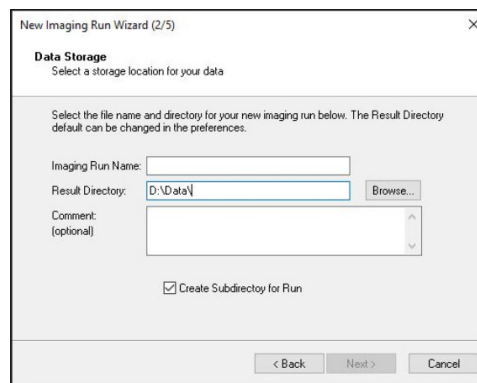 New Imaging Run Wizard (2/5)
Data Storage
Select a storage location for your data
Select the file name and directory for your new imaging run below. The Result Directory
default can be changed in the preferences.
Imaging Run Name:
Result Directory: D:\Data\ Browse...
Comment:
(optional)
Create Subdirectoy for Run
< Back Next > Cancel